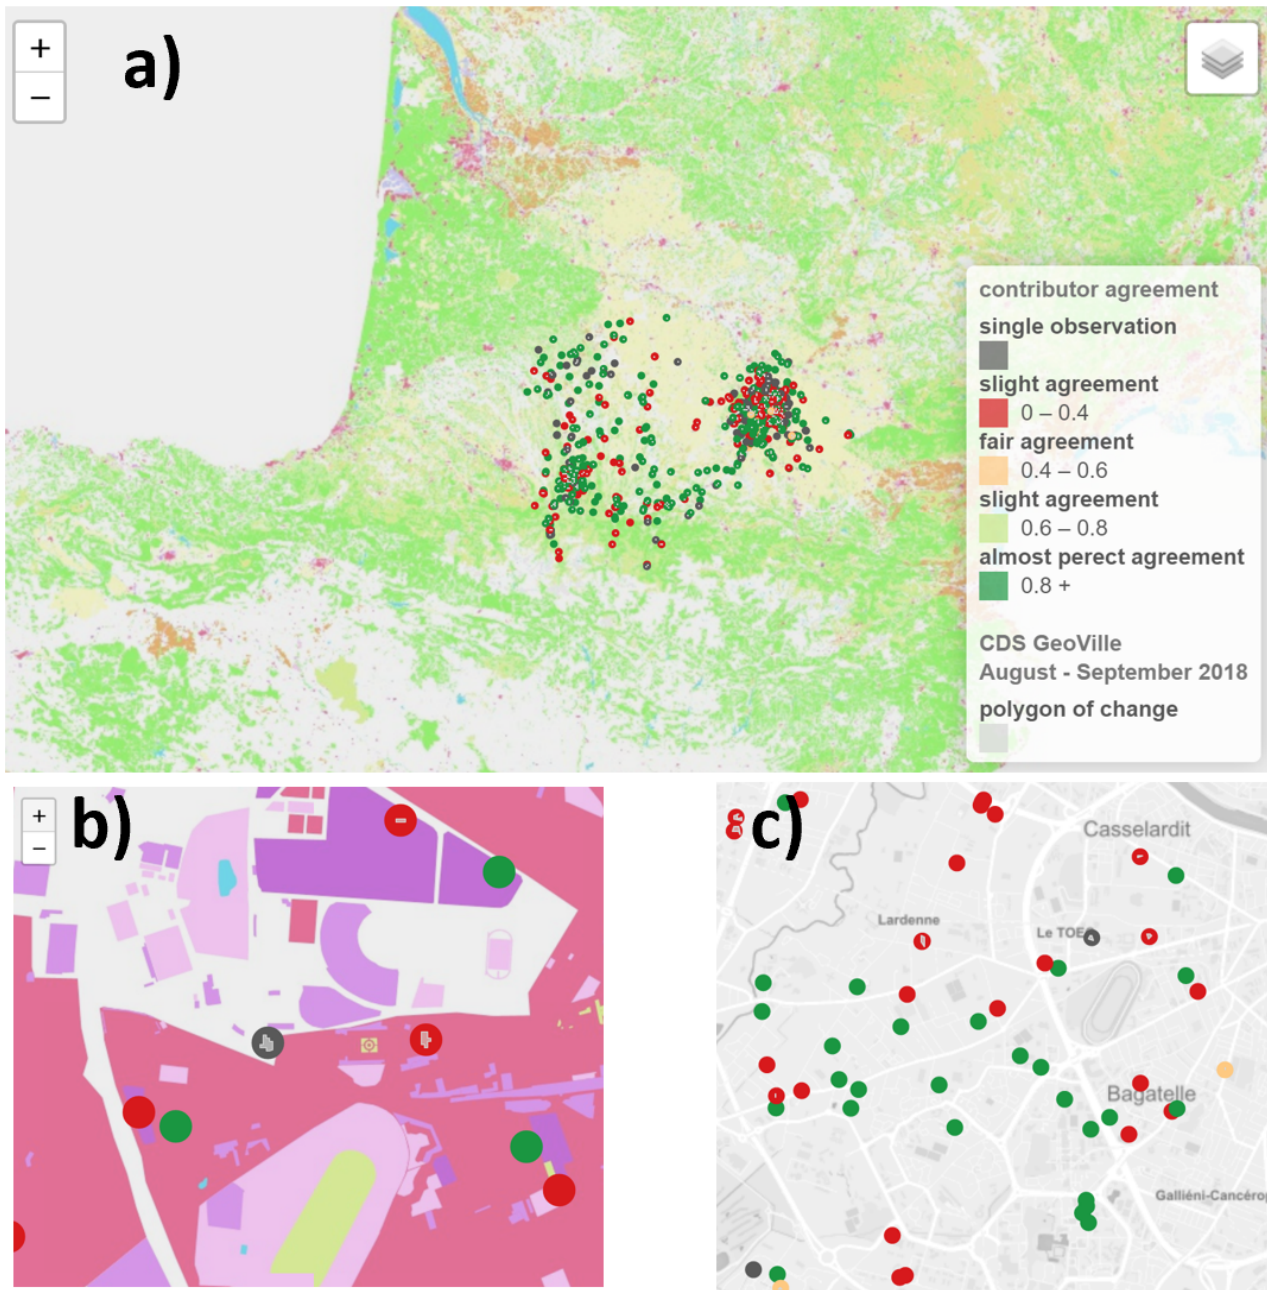 +
−
a)
contributor agreement
single observation
slight agreement
0 – 0.4
fair agreement
0.4 – 0.6
slight agreement
0.6 – 0.8
almost perect agreement
0.8 +
CDS GeoVille
August - September 2018
polygon of change
+
−
b)
c)
Casselardit
Lardenne
Le TOEC
Bagatelle
Galliéni-Cancérop